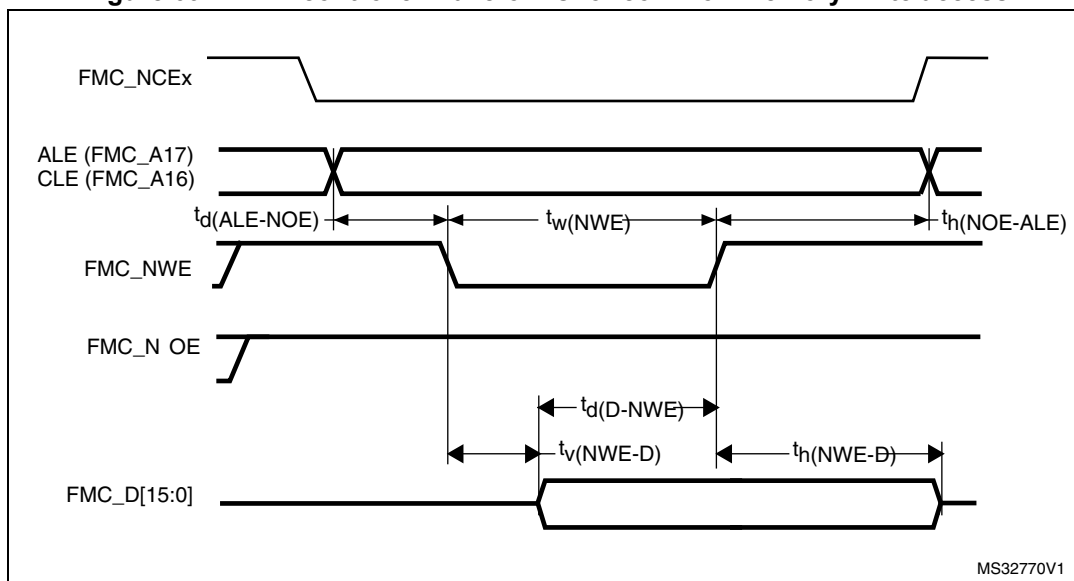 FMC_NCEx
ALE (FMC_A17)
CLE (FMC_A16)
td(ALE-NOE)
tw(NWE)
th(NOE-ALE)
FMC_NWE
FMC_N OE
td(D-NWE)
tv(NWE-D)
th(NWE-D)
FMC_D[15:0]
MS32770V1